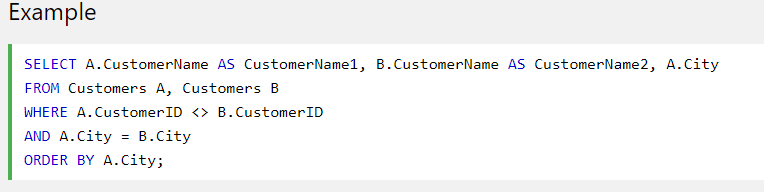 Example
SELECT A.CustomerName AS CustomerName1, B.CustomerName AS CustomerName2, A.City
FROM Customers A, Customers B
WHERE A.CustomerID <> B.CustomerID
AND A.City = B.City
ORDER BY A.City;